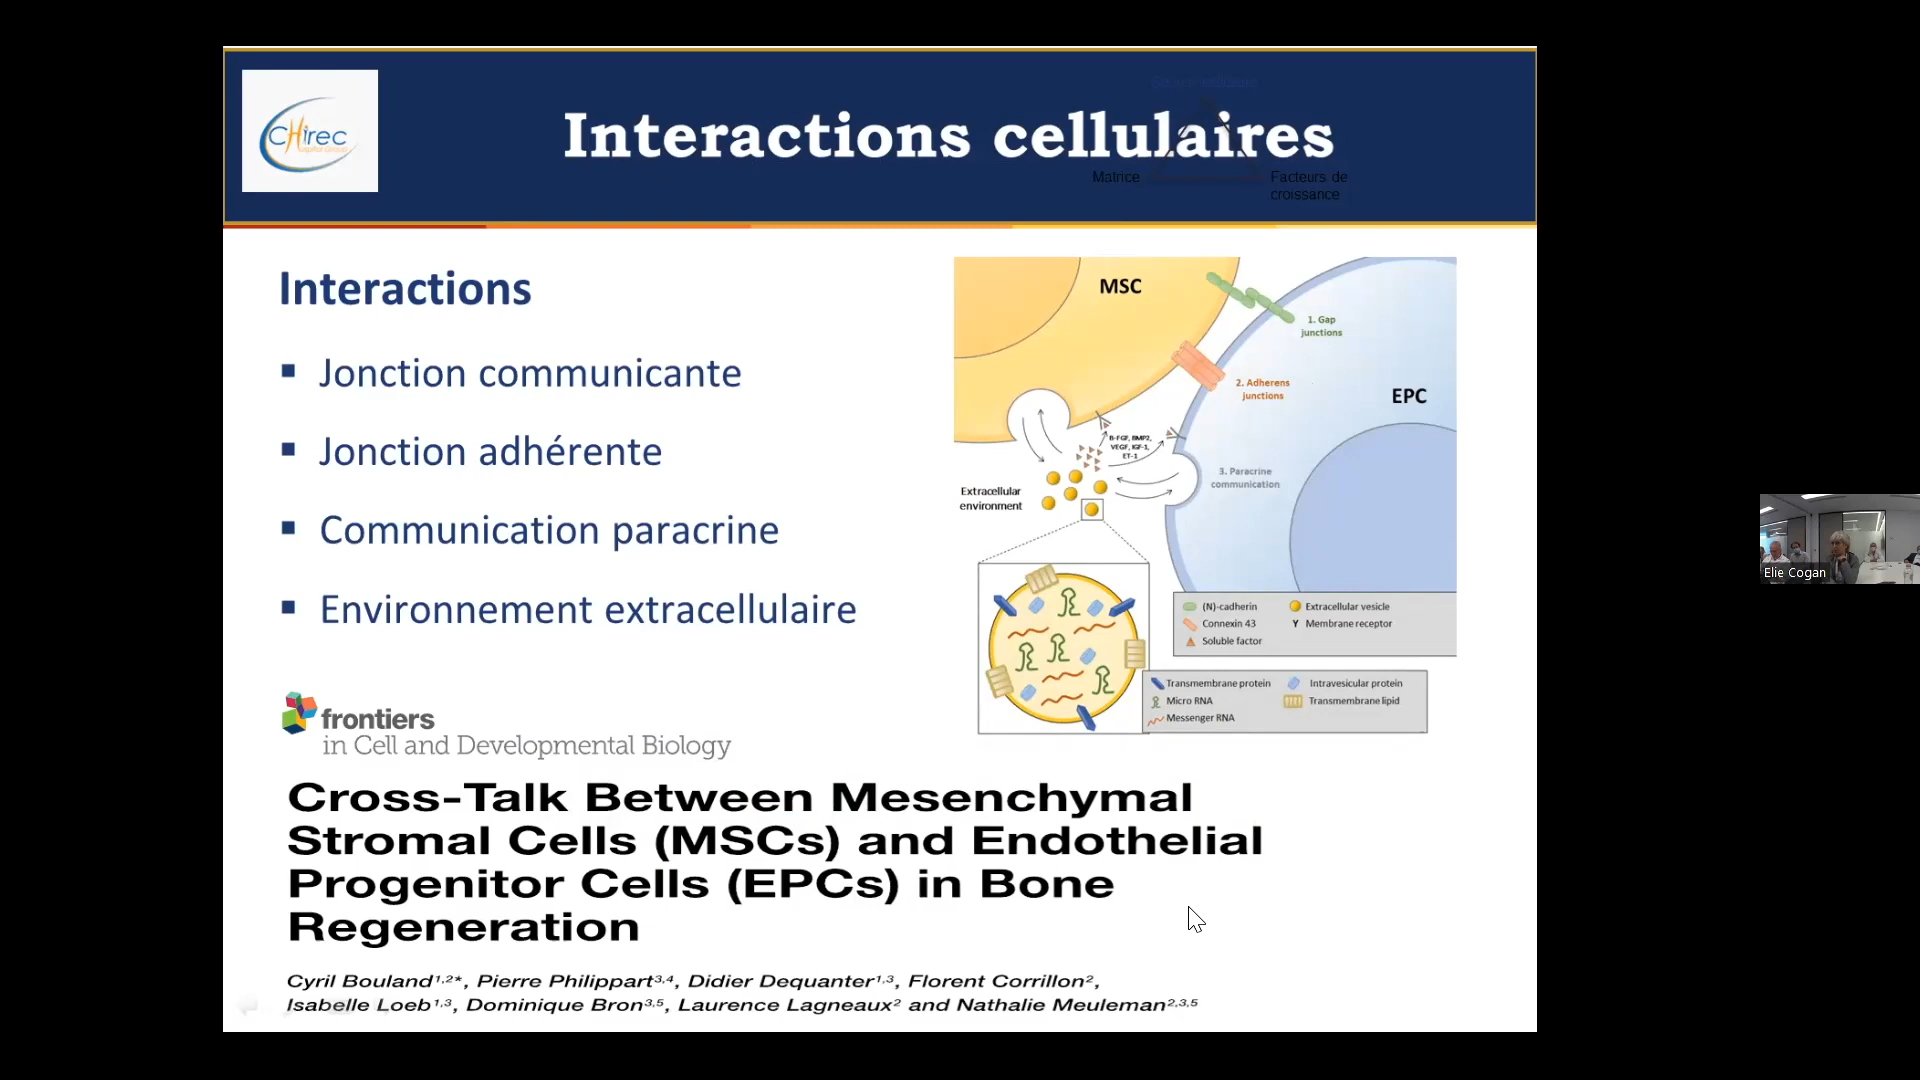 CHirec
Interactions cellulaires
Matrice
Facteurs de
croissance
Interactions
Jonction communicante
Jonction adhérente
Communication paracrine
Environnement extracellulaire
MSC
1. Gap
junctions
2. Adherens
junctions
EPC
B-FGF, BMP2,
VEGF, IGF-1,
ET-1
3. Paracrine
communication
Extracellular
environment
(N)-cadherin
Extracellular vesicle
Connexin 43
Membrane receptor
Soluble factor
Transmembrane protein
Intravesicular protein
Micro RNA
Transmembrane lipid
Messenger RNA
frontiers
in Cell and Developmental Biology
Cross-Talk Between Mesenchymal
Stromal Cells (MSCs) and Endothelial
Progenitor Cells (EPCs) in Bone
Regeneration
Cyril Bouland1,2*, Pierre Philippart3,4, Didier Dequanter1,3, Florent Corrillon2,
Isabelle Loeb1,3, Dominique Bron3,5, Laurence Lagneaux2 and Nathalie Meuleman2,3,5
Elie Cogan